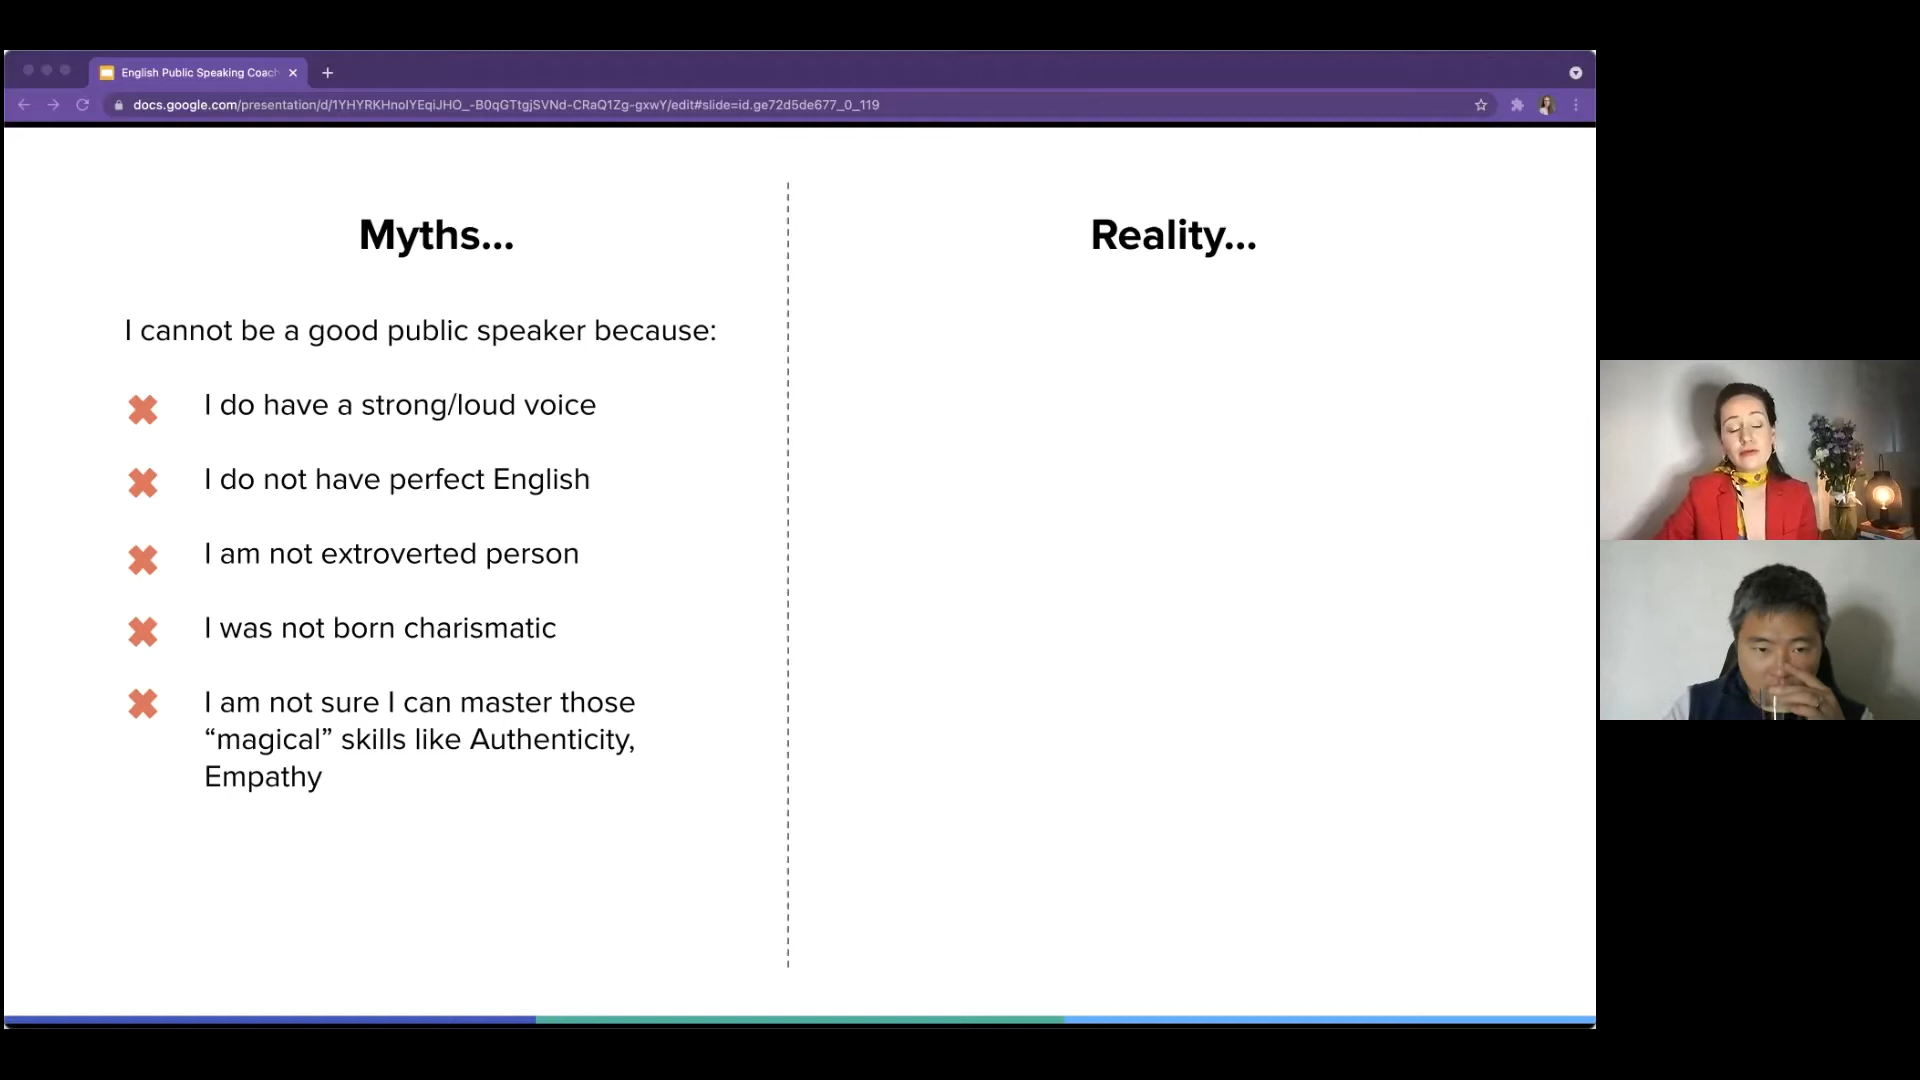 English Public Speaking Coach
docs.google.com/presentation/d/1YHYRKHnoIYEqiJHO_-B0qGTtgjSVNd-CRaQ1Zg-gxwY/edit#slide=id.ge72d5de677_0_119
Myths...
I cannot be a good public speaker because:
I do have a strong/loud voice
I do not have perfect English
I am not extroverted person
I was not born charismatic
I am not sure I can master those
“magical” skills like Authenticity,
Empathy
Reality...